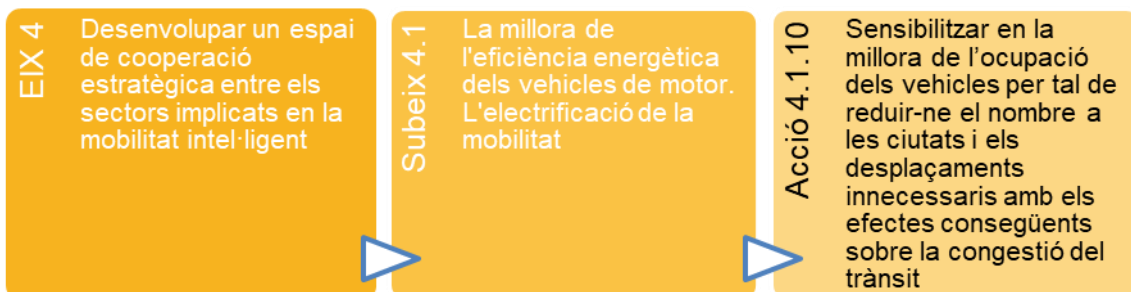 EIX 4
Desenvolupar un espai
de cooperació
estratègica entre els
sectors implicats en la
mobilitat intel·ligent
Subeix 4.1
La millora de
l'eficiència energètica
dels vehicles de motor.
L'electrificació de la
mobilitat
Acció 4.1.10
Sensibilitzar en la
millora de l’ocupació
dels vehicles per tal de
reduir-ne el nombre a
les ciutats i els
desplaçaments
innecessaris amb els
efectes consegüents
sobre la congestió del
trànsit